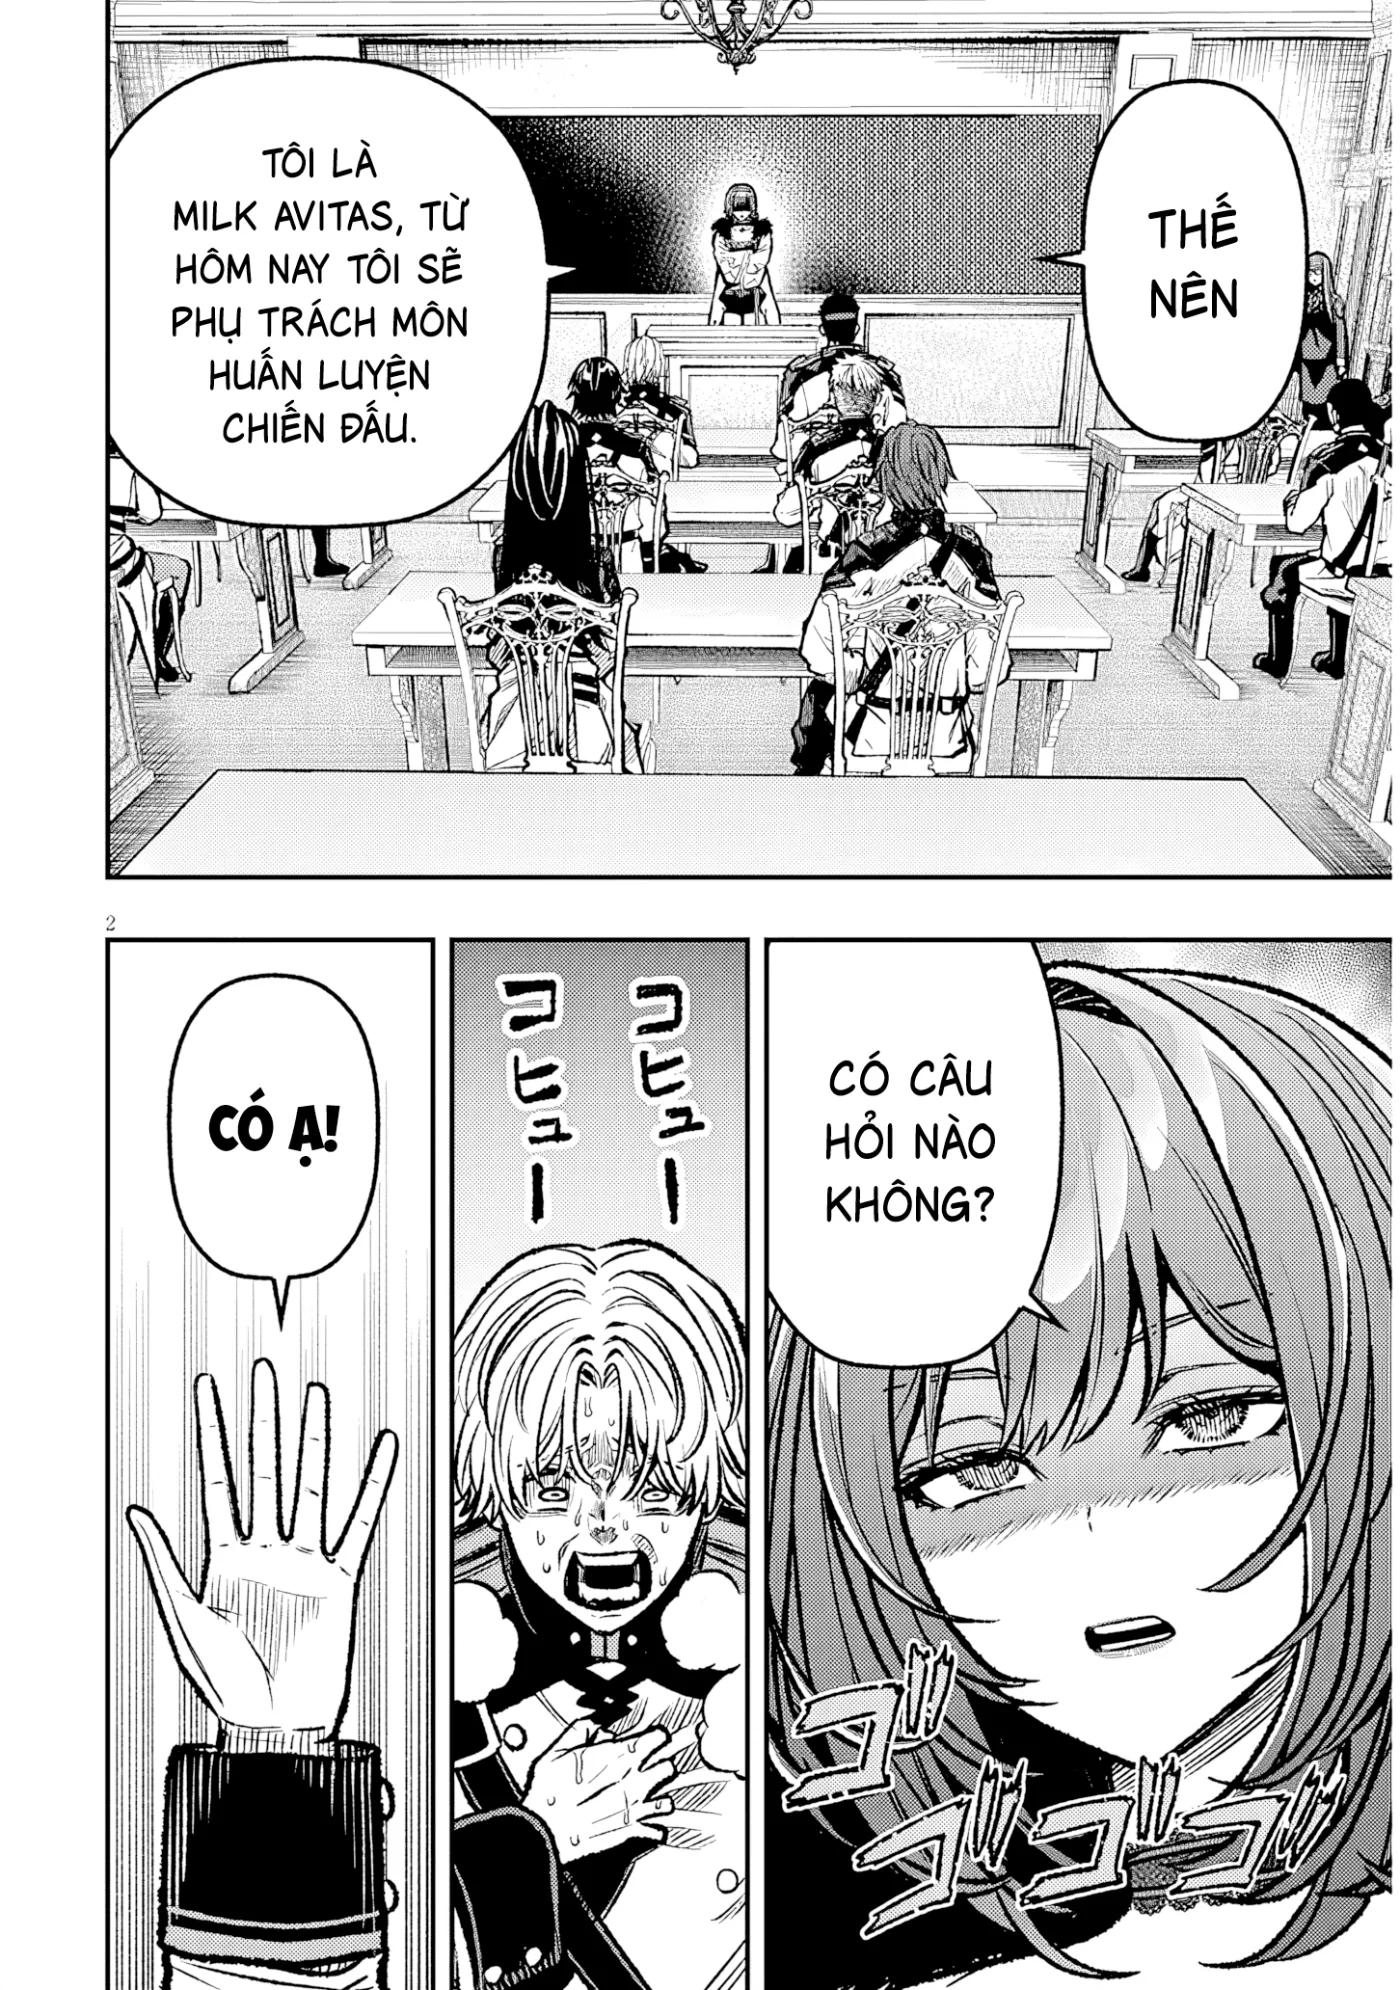 THẾ
NÊN
TÔI LÀ
MILK AVITAS, TỪ
HÔM NAY TÔI SẼ
PHỤ TRÁCH MÔN
HUẤN LUYỆN
CHIẾN ĐẤU.
2
CÓ CÂU
HỎI NÀO
KHÔNG?
ゴゴゴゴ
コヒュー
コヒュー
CÓ Ạ!